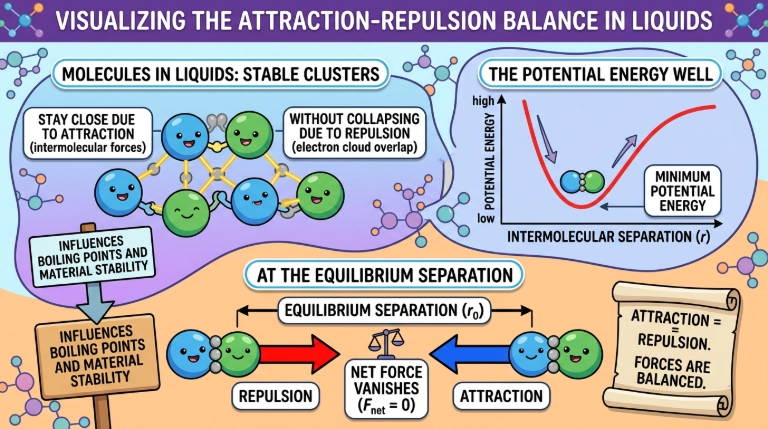 VISUALIZING THE ATTRACTION-REPULSION BALANCE IN LIQUIDS
MOLECULES IN LIQUIDS: STABLE CLUSTERS
STAY CLOSE DUE
TO ATTRACTION
(intermolecular forces)
WITHOUT COLLAPSING
DUE TO REPULSION
(electron cloud overlap)
INFLUENCES
BOILING POINTS AND
MATERIAL STABILITY
INFLUENCES
BOILING POINTS
AND MATERIAL
STABILITY
THE POTENTIAL ENERGY WELL
high
POTENTIAL ENERGY
low
MINIMUM
POTENTIAL
ENERGY
INTERMOLECULAR SEPARATION (r)
AT THE EQUILIBRIUM SEPARATION
EQUILIBRIUM SEPARATION (r₀)
REPULSION
NET FORCE
VANISHES
(Fnet = 0)
ATTRACTION
ATTRACTION =
=
REPULSION.
FORCES ARE
BALANCED.